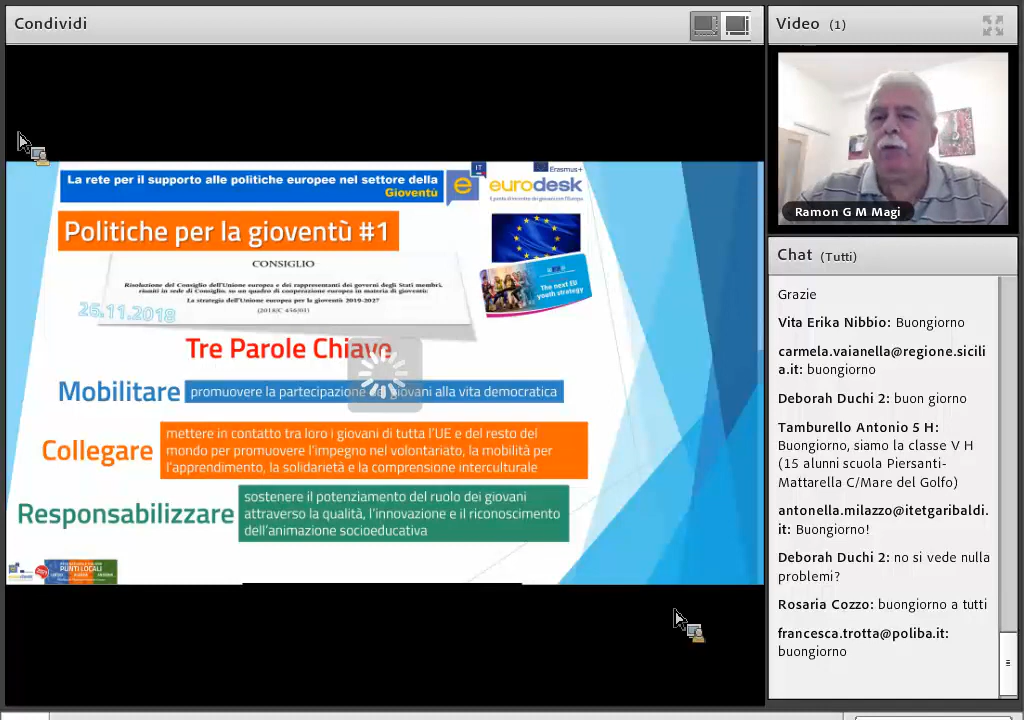 Condividi
La rete per il supporto alle politiche europee nel settore della
Gioventù
IT
Erasmus+
eurodesk
Politiche per la gioventù #1
CONSIGLIO
Risoluzione del Consiglio dell'Unione europea e dei rappresentanti dei governi degli Stati membri,
riuniti in sede di Consiglio, su un quadro di cooperazione europea in materia di gioventù:
La strategia dell'Unione europea per la gioventù 2019-2027
(2018/C 456/01)
26.11.2018
The next EU
youth strategy
Tre Parole Chiave
Mobilitare
promuovere la partecipazione dei giovani alla vita democratica
Collegare
mettere in contatto tra loro i giovani di tutta l'UE e del resto del
mondo per promuovere l'impegno nel volontariato, la mobilità per
l'apprendimento, la solidarietà e la comprensione interculturale
Responsabilizzare
sostenere il potenziamento del ruolo dei giovani
attraverso la qualità, l'innovazione e il riconoscimento
dell'animazione socioeducativa
PUNTI LOCALI
Video (1)
Ramon G M Magi
Chat (Tutti)
Grazie
Vita Erika Nibbio: Buongiorno
carmela.vaianella@regione.sicili
a.it: buongiorno
Deborah Duchi 2: buon giorno
Tamburello Antonio 5 H:
Buongiorno, siamo la classe V H
(15 alunni scuola Piersanti-
Mattarella C/Mare del Golfo)
antonella.milazzo@itetgaribaldi.
it: Buongiorno!
Deborah Duchi 2: no si vede nulla
problemi?
Rosaria Cozzo: buongiorno a tutti
francesca.trotta@poliba.it:
buongiorno